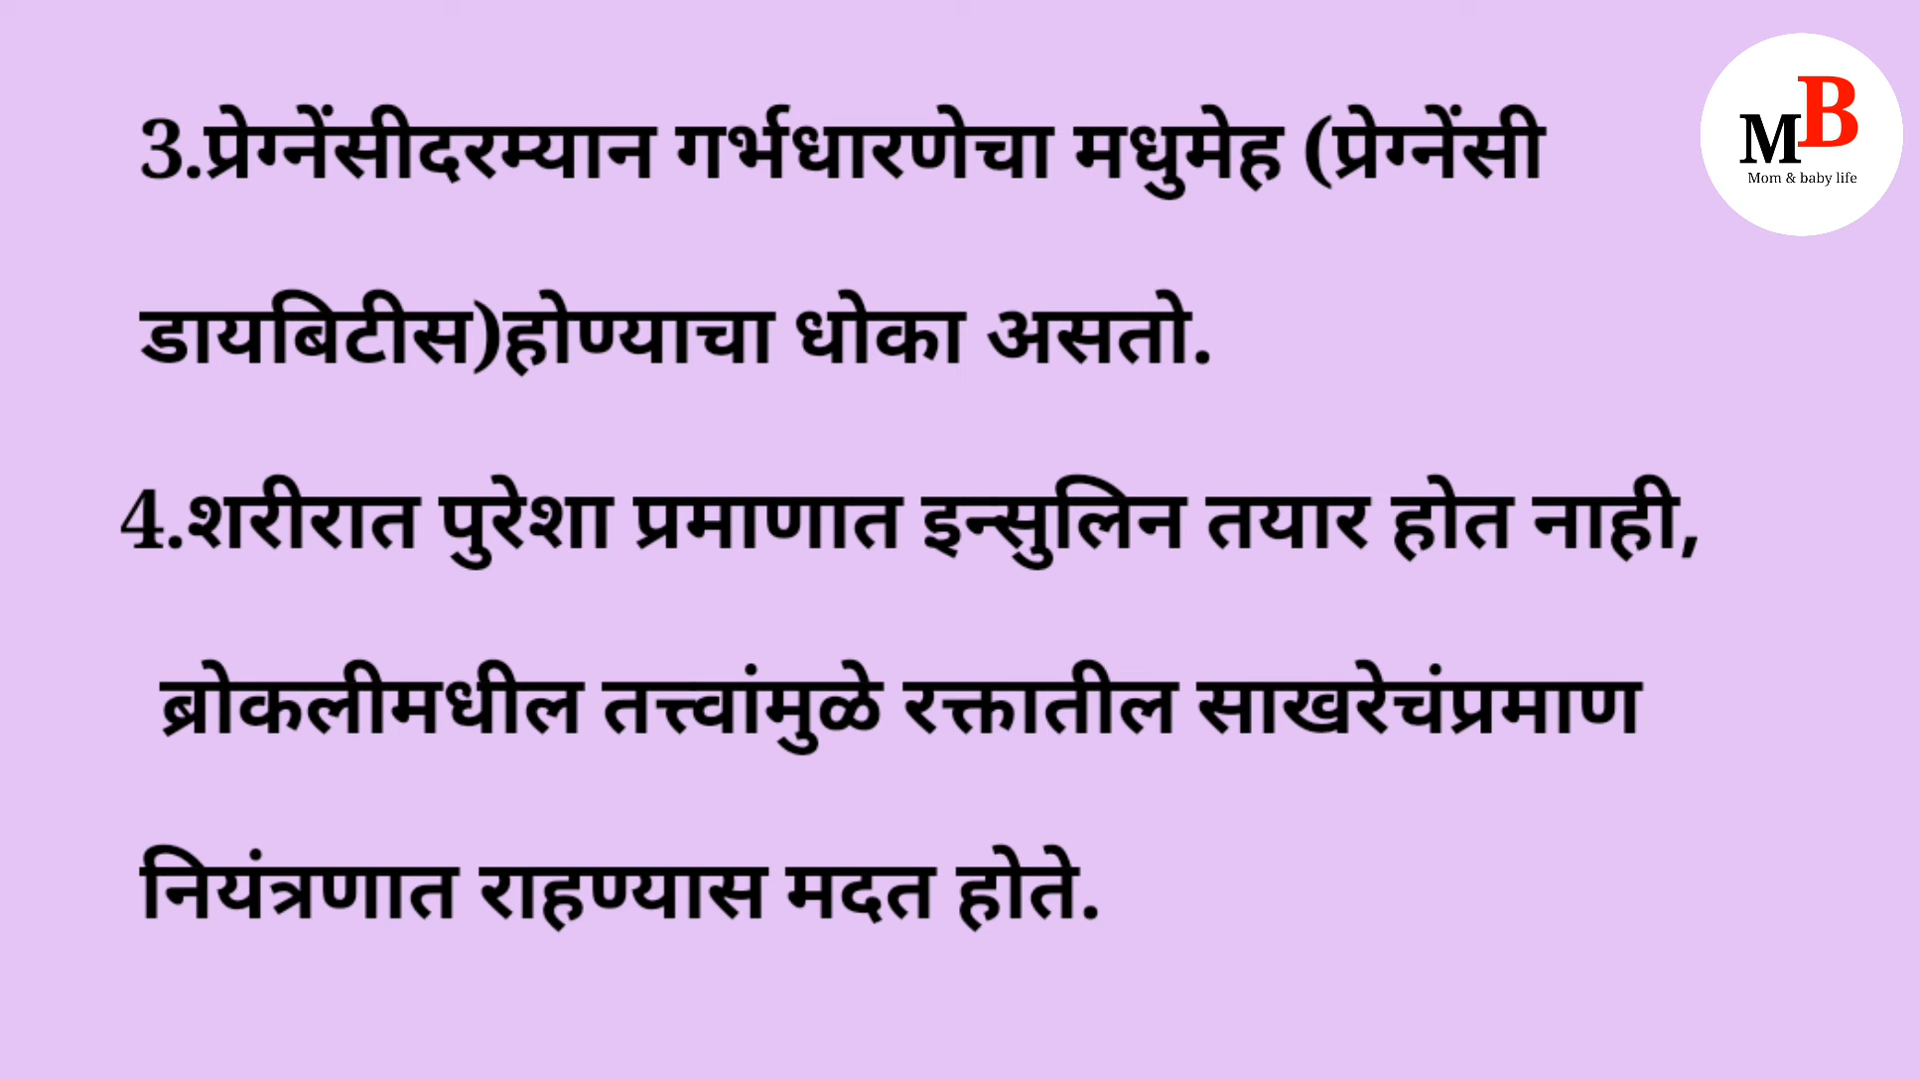 3.प्रेग्नेंसीदरम्यान गर्भधारणेचा मधुमेह (प्रेग्नेंसी
डायबिटीस)होण्याचा धोका असतो.
4.शरीरात पुरेशा प्रमाणात इन्सुलिन तयार होत नाही,
ब्रोकलीमधील तत्त्वांमुळे रक्तातील साखरेचंप्रमाण
नियंत्रणात राहण्यास मदत होते.
MB
Mom & baby life